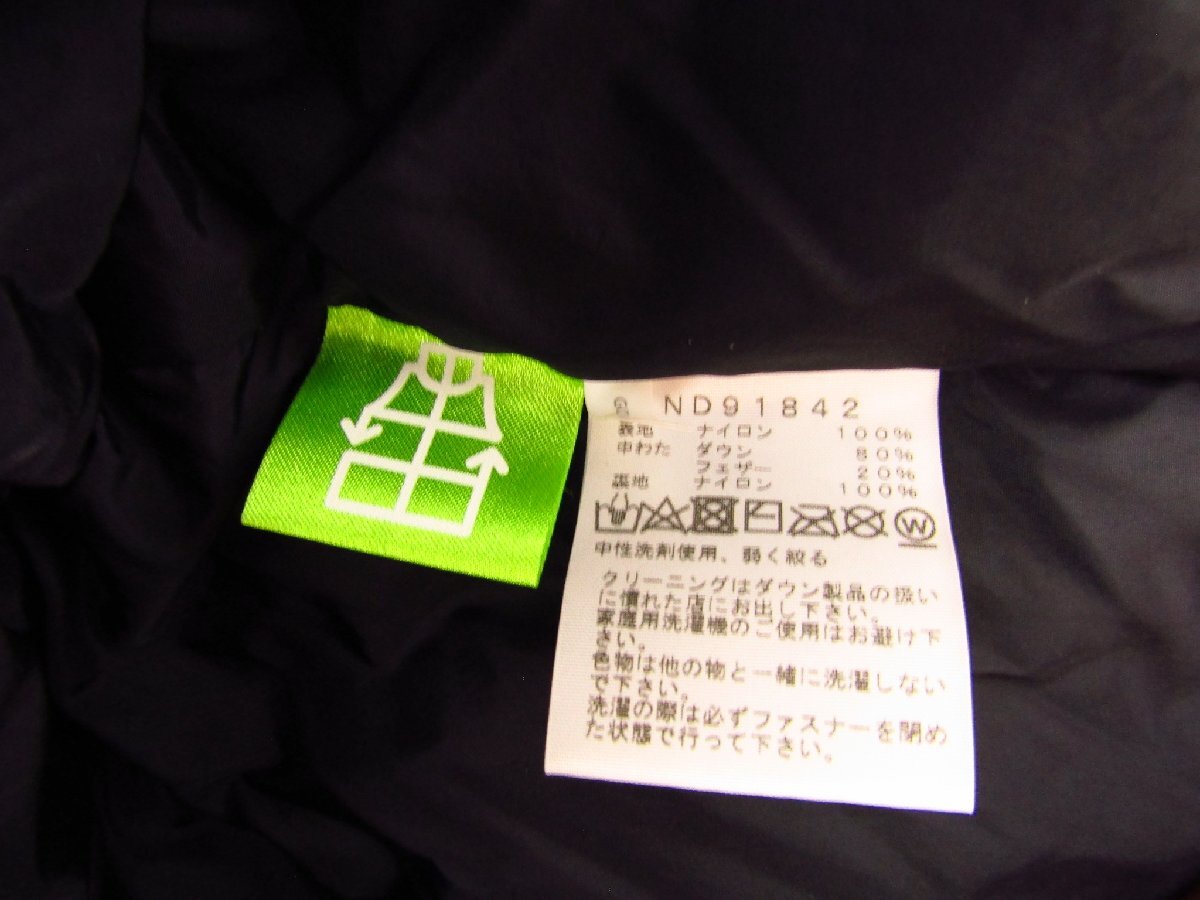 ND91842
表地 ナイロン 100%
中わた ダウン 80%
フェザー 20%
裏地 ナイロン 100%
W
中性洗剤使用、弱く絞る
クリーニングはダウン製品の扱い
に慣れた店にお出し下さい。
家庭用洗濯機のご使用はお避け下
さい。
色物は他の物と一緒に洗濯しない
で下さい。
洗濯の際は必ずファスナーを閉め
た状態で行って下さい。